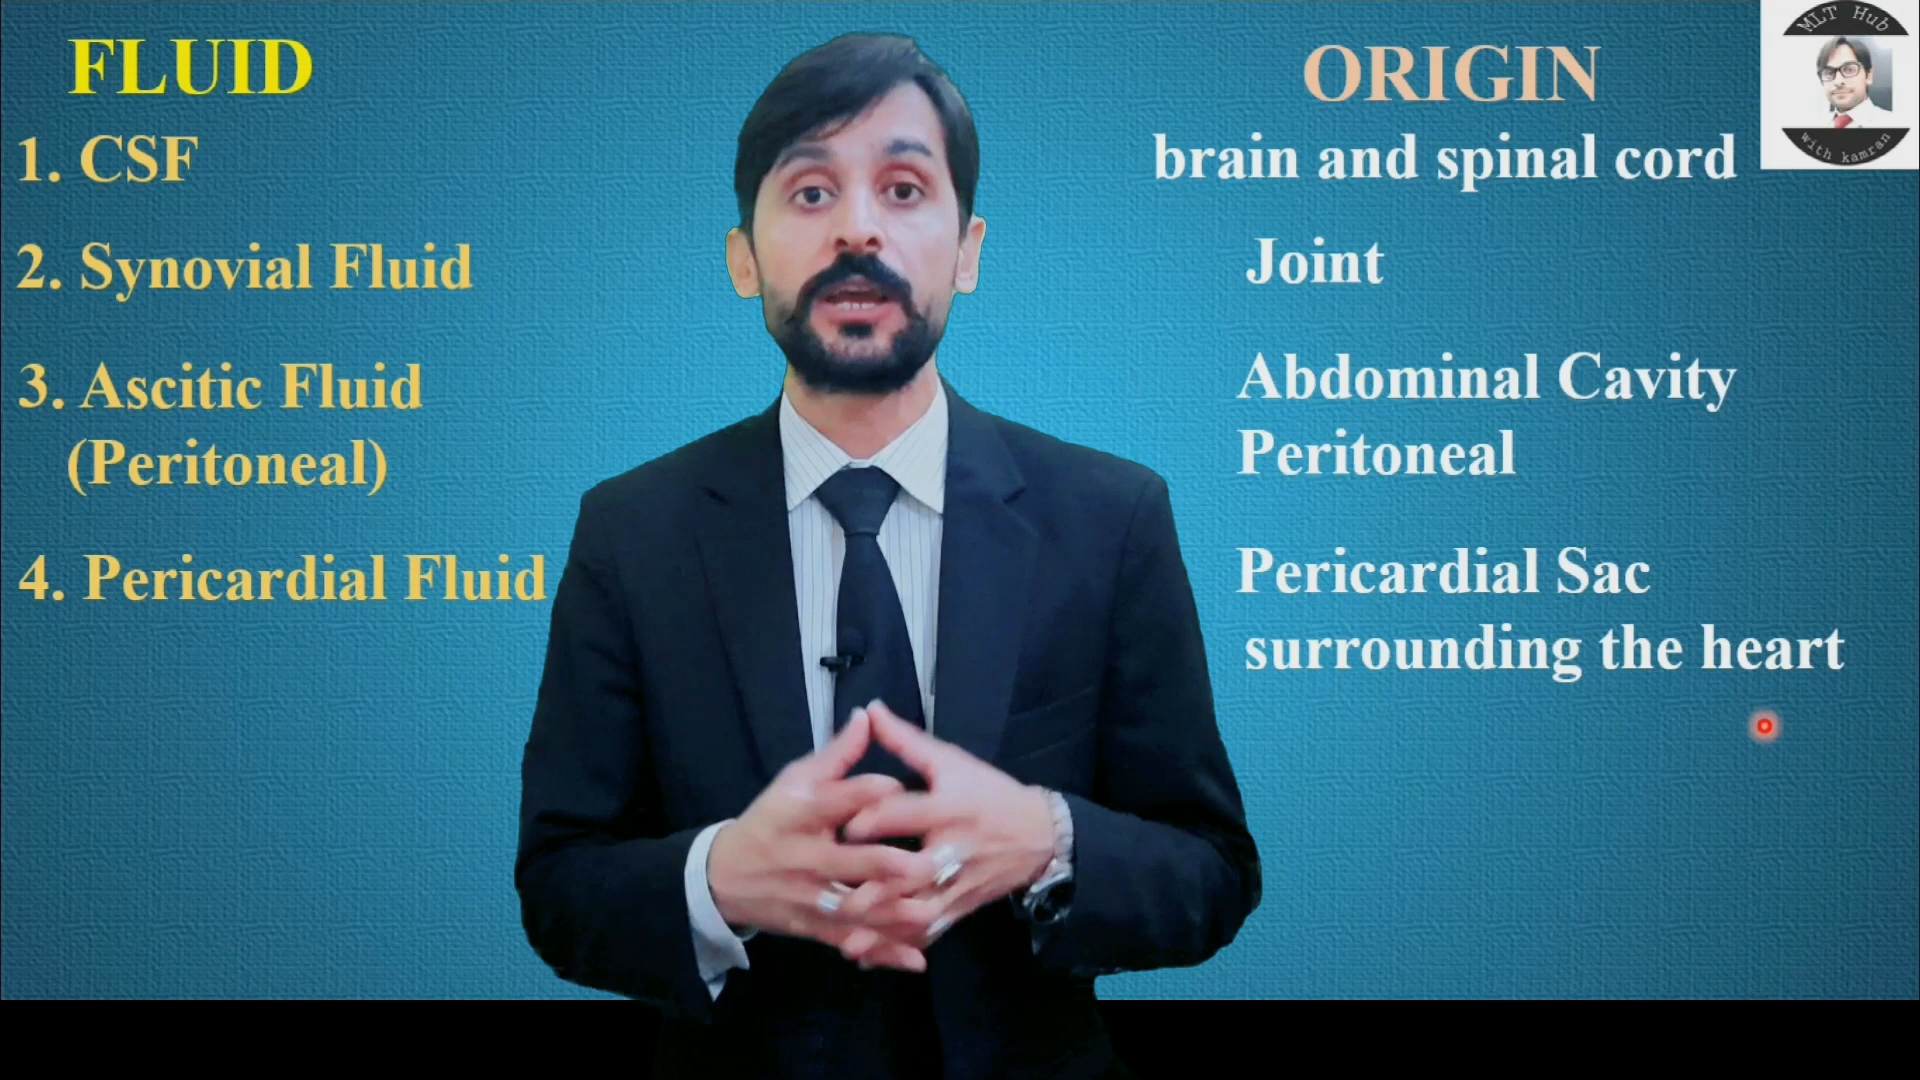 FLUID
ORIGIN
1. CSF
brain and spinal cord
2. Synovial Fluid
Joint
3. Ascitic Fluid
(Peritoneal)
Abdominal Cavity
Peritoneal
4. Pericardial Fluid
Pericardial Sac
surrounding the heart
MLT Hub
with kamran